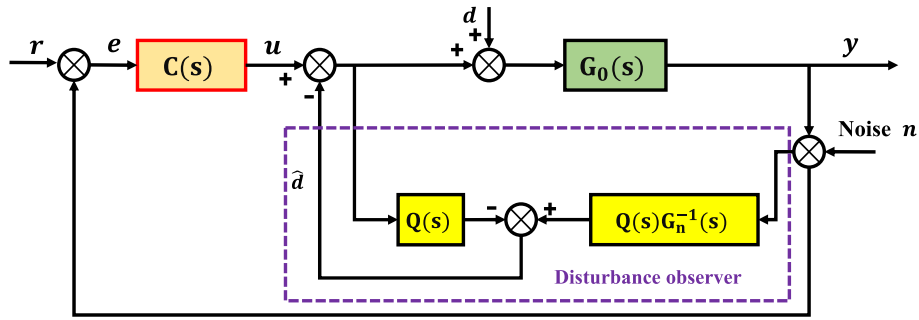 d
r
e
C(s)
u
G₀(s)
y
+
+
+
-
Noise n
d̂
Q(s)
-
+
Q(s)Gₙ⁻¹(s)
Disturbance observer